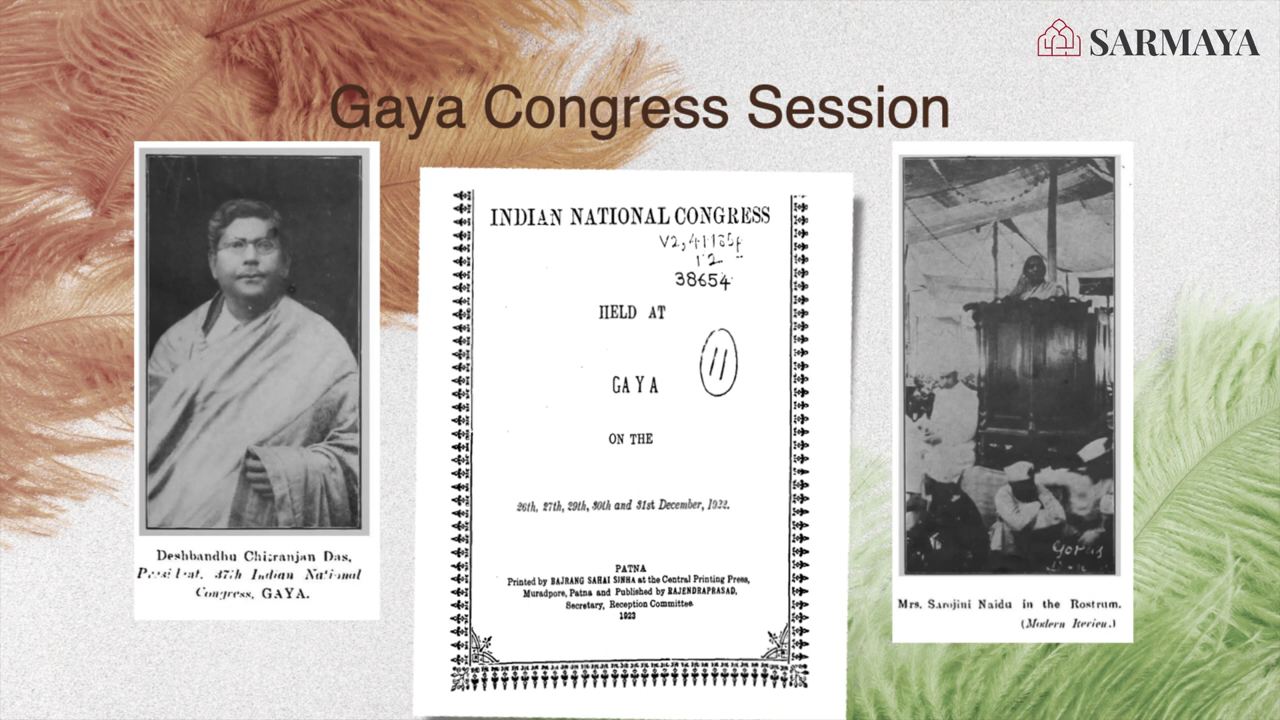 SARMAYA
Gaya Congress Session
Deshbandhu Chitranjan Das,
President, 37th Indian National
Congress, GAYA.
INDIAN NATIONAL CONGRESS
38654
HELD AT
11
GAYA
ON THE
26th, 27th, 29th, 30th and 31st December, 1922.
PATNA
Printed by BAJRANG SAHAI SINHA at the Central Printing Press,
Muradpore, Patna and Published by RAJENDRAPRASAD,
Secretary, Reception Committee.
1923
Mrs. Sarojini Naidu in the Rostrum.
(Modern Review.)